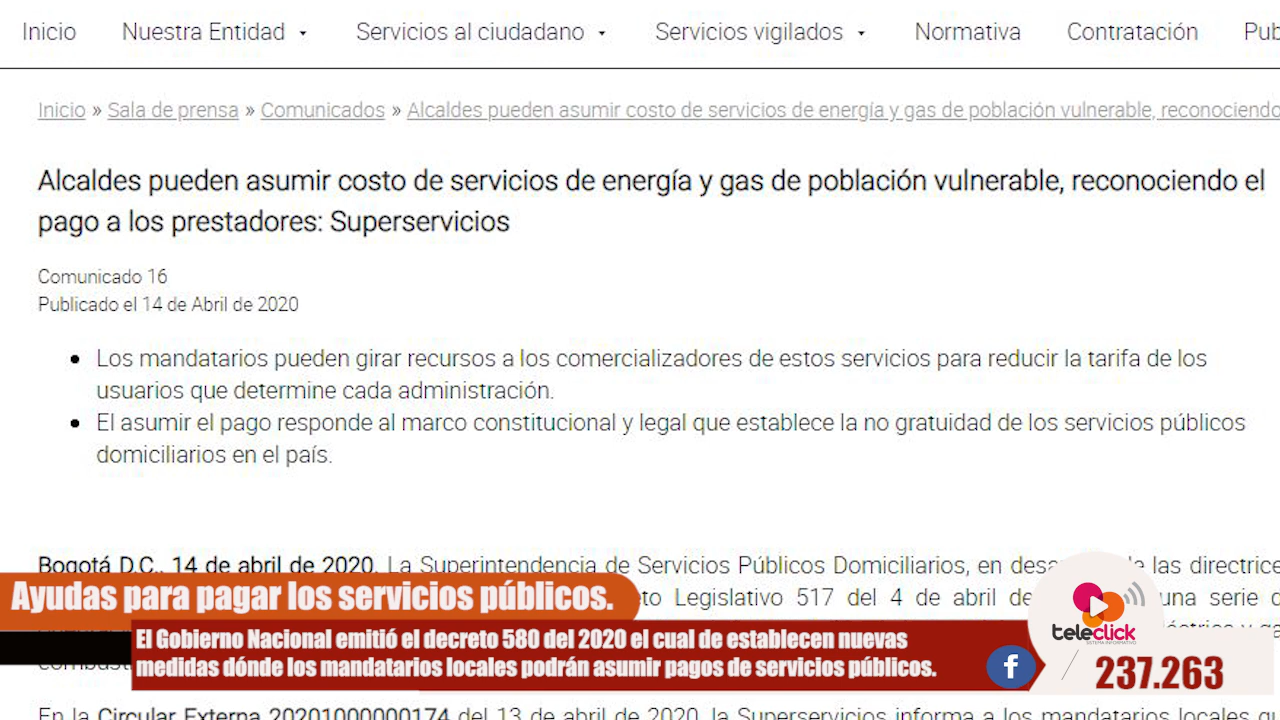 Inicio Nuestra Entidad Servicios al ciudadano Servicios vigilados Normativa Contratación Pub
Inicio » Sala de prensa » Comunicados » Alcaldes pueden asumir costo de servicios de energía y gas de población vulnerable, reconociendo
Alcaldes pueden asumir costo de servicios de energía y gas de población vulnerable, reconociendo el
pago a los prestadores: Superservicios
Comunicado 16
Publicado el 14 de Abril de 2020
• Los mandatarios pueden girar recursos a los comercializadores de estos servicios para reducir la tarifa de los
usuarios que determine cada administración.
• El asumir el pago responde al marco constitucional y legal que establece la no gratuidad de los servicios públicos
domiciliarios en el país.
Bogotá D.C., 14 de abril de 2020. La Superintendencia de Servicios Públicos Domiciliarios, en desa las directrice
Legislativo 517 del 4 de abril de una serie d
Ayudas para pagar los servicios públicos.
El Gobierno Nacional emitió el decreto 580 del 2020 el cual de establecen nuevas
medidas dónde los mandatarios locales podrán asumir pagos de servicios públicos.
teleclick
SISTEMA INFORMATIVO
f 237.263
En la Circular Externa 20201000000174 del 13 de abril de 2020, la Superservicios informa a los mandatarios locales qu